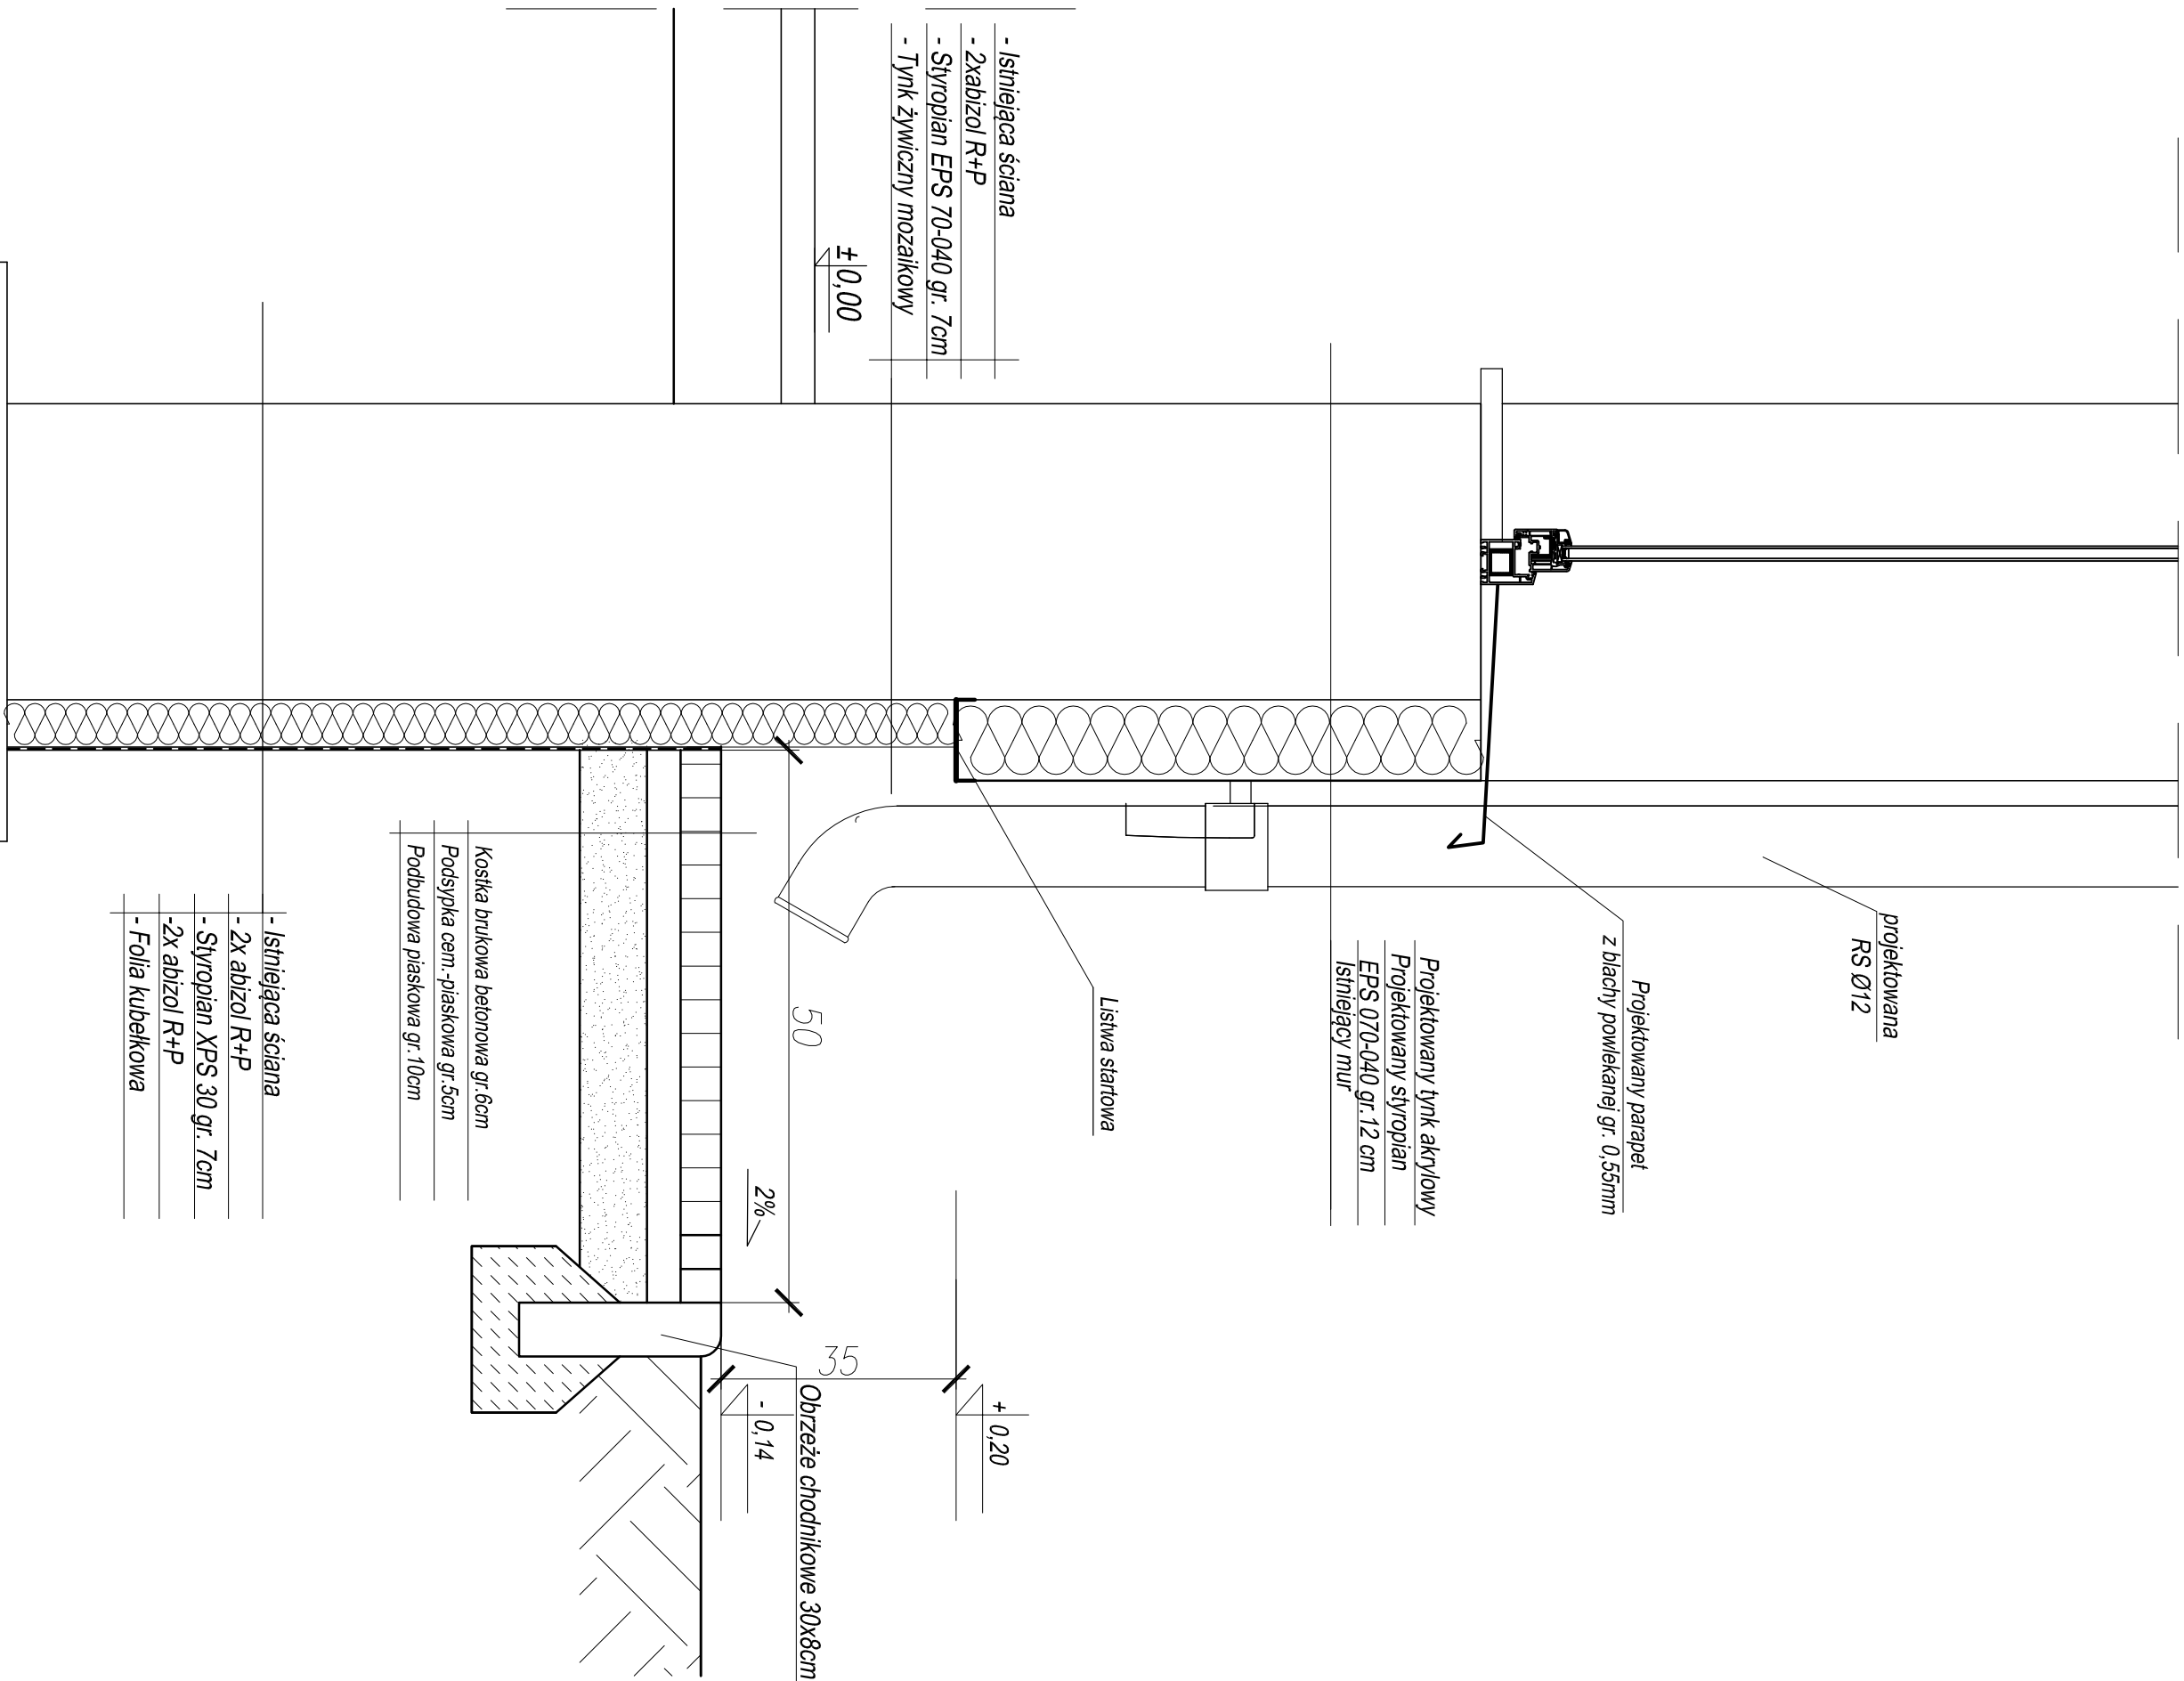 projektowana
RS Ø12
Projektowany parapet
z blachy powlekanej gr. 0,55mm
Projektowany tynk akrylowy
Projektowany styropian
EPS 070-040 gr.12 cm
Istniejący mur
Listwa startowa
- Istniejąca ściana
- 2xabizol R+P
- Styropian EPS 70-040 gr. 7cm
- Tynk żywiczny mozaikowy
± 0,00
+ 0,20
35
- 0,14
50
2%
Obrzeże chodnikowe 30x8cm
Kostka brukowa betonowa gr.6cm
Podsypka cem.-piaskowa gr.5cm
Podbudowa piaskowa gr.10cm
- Istniejąca ściana
- 2x abizol R+P
- Styropian XPS 30 gr. 7cm
- 2x abizol R+P
- Folia kubełkowa